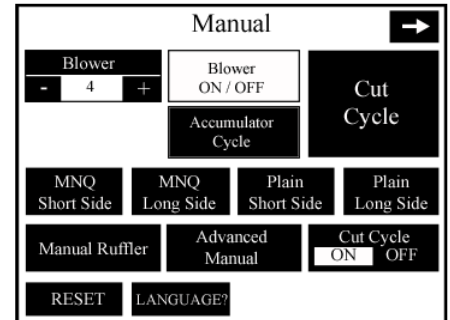 Manual
Blower
- 4 +
Blower
ON / OFF
Cut
Cycle
Accumulator
Cycle
MNQ
Short Side
MNQ
Long Side
Plain
Short Side
Plain
Long Side
Manual Ruffler
Advanced
Manual
Cut Cycle
ON OFF
RESET
LANGUAGE?